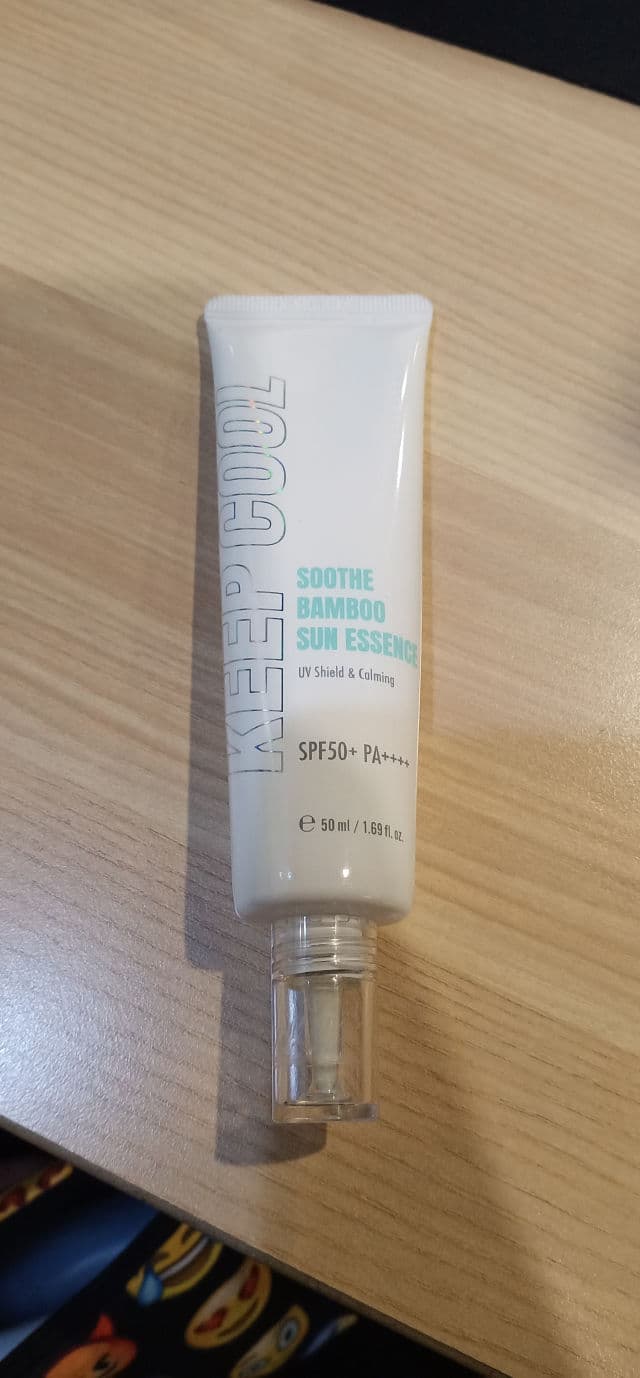 KEEP COOL
SOOTHE
BAMBOO
SUN ESSENCE
UV Shield & Calming
SPF50+ PA++++
e 50 ml / 1.69 fl. oz.